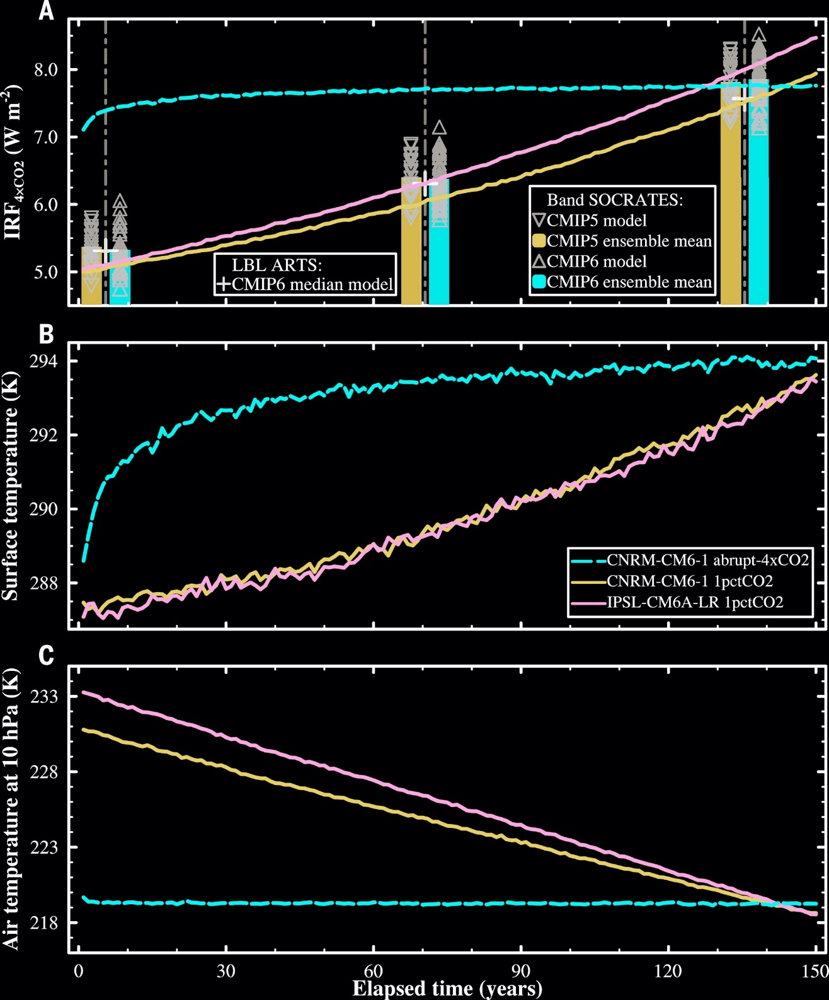 A
IRF4×CO2 (W m-2)
8.0
7.0
6.0
5.0
Band SOCRATES:
CMIP5 model
CMIP5 ensemble mean
CMIP6 model
CMIP6 ensemble mean
LBL ARTS:
CMIP6 median model
B
Surface temperature (K)
294
292
290
288
CNRM-CM6-1 abrupt-4xCO2
CNRM-CM6-1 1pctCO2
IPSL-CM6A-LR 1pctCO2
C
Air temperature at 10 hPa (K)
233
228
223
218
0 30 60 90 120 150
Elapsed time (years)